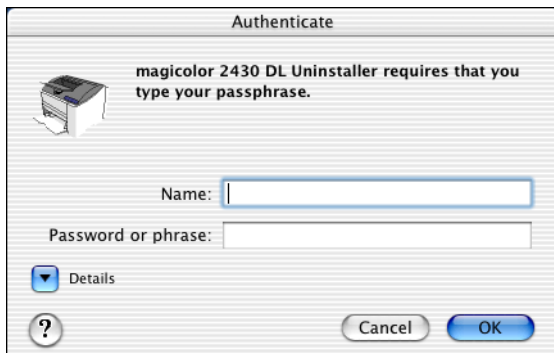 Authenticate
magicolor 2430 DL Uninstaller requires that you
type your passphrase.
Name:
Password or phrase:
Details
?
Cancel
OK